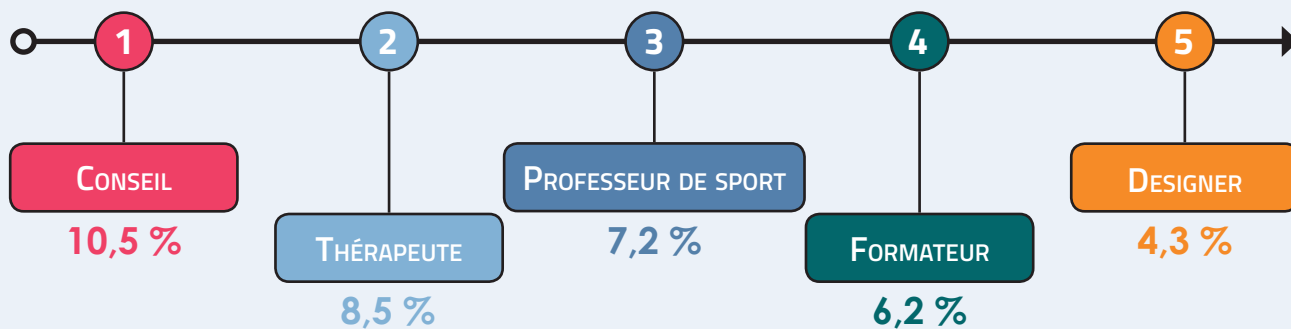 1
2
3
4
5
Conseil
10,5 %
Thérapeute
8,5 %
Professeur de sport
7,2 %
Formateur
6,2 %
Designer
4,3 %